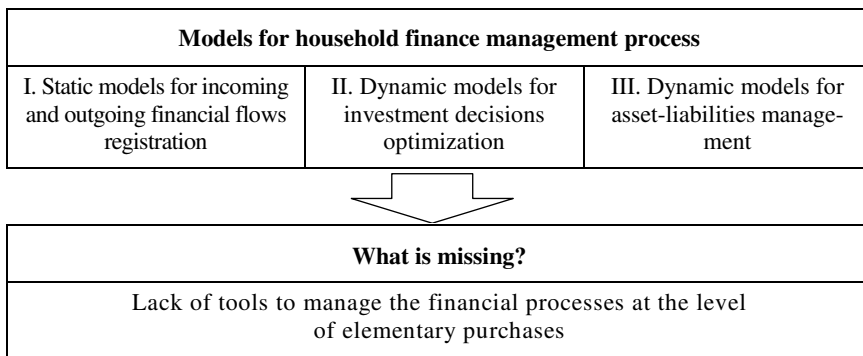 Models for household finance management process
I. Static models for incoming
and outgoing financial flows
registration
II. Dynamic models for
investment decisions
optimization
III. Dynamic models for
asset-liabilities manage-
ment
What is missing?
Lack of tools to manage the financial processes at the level
of elementary purchases